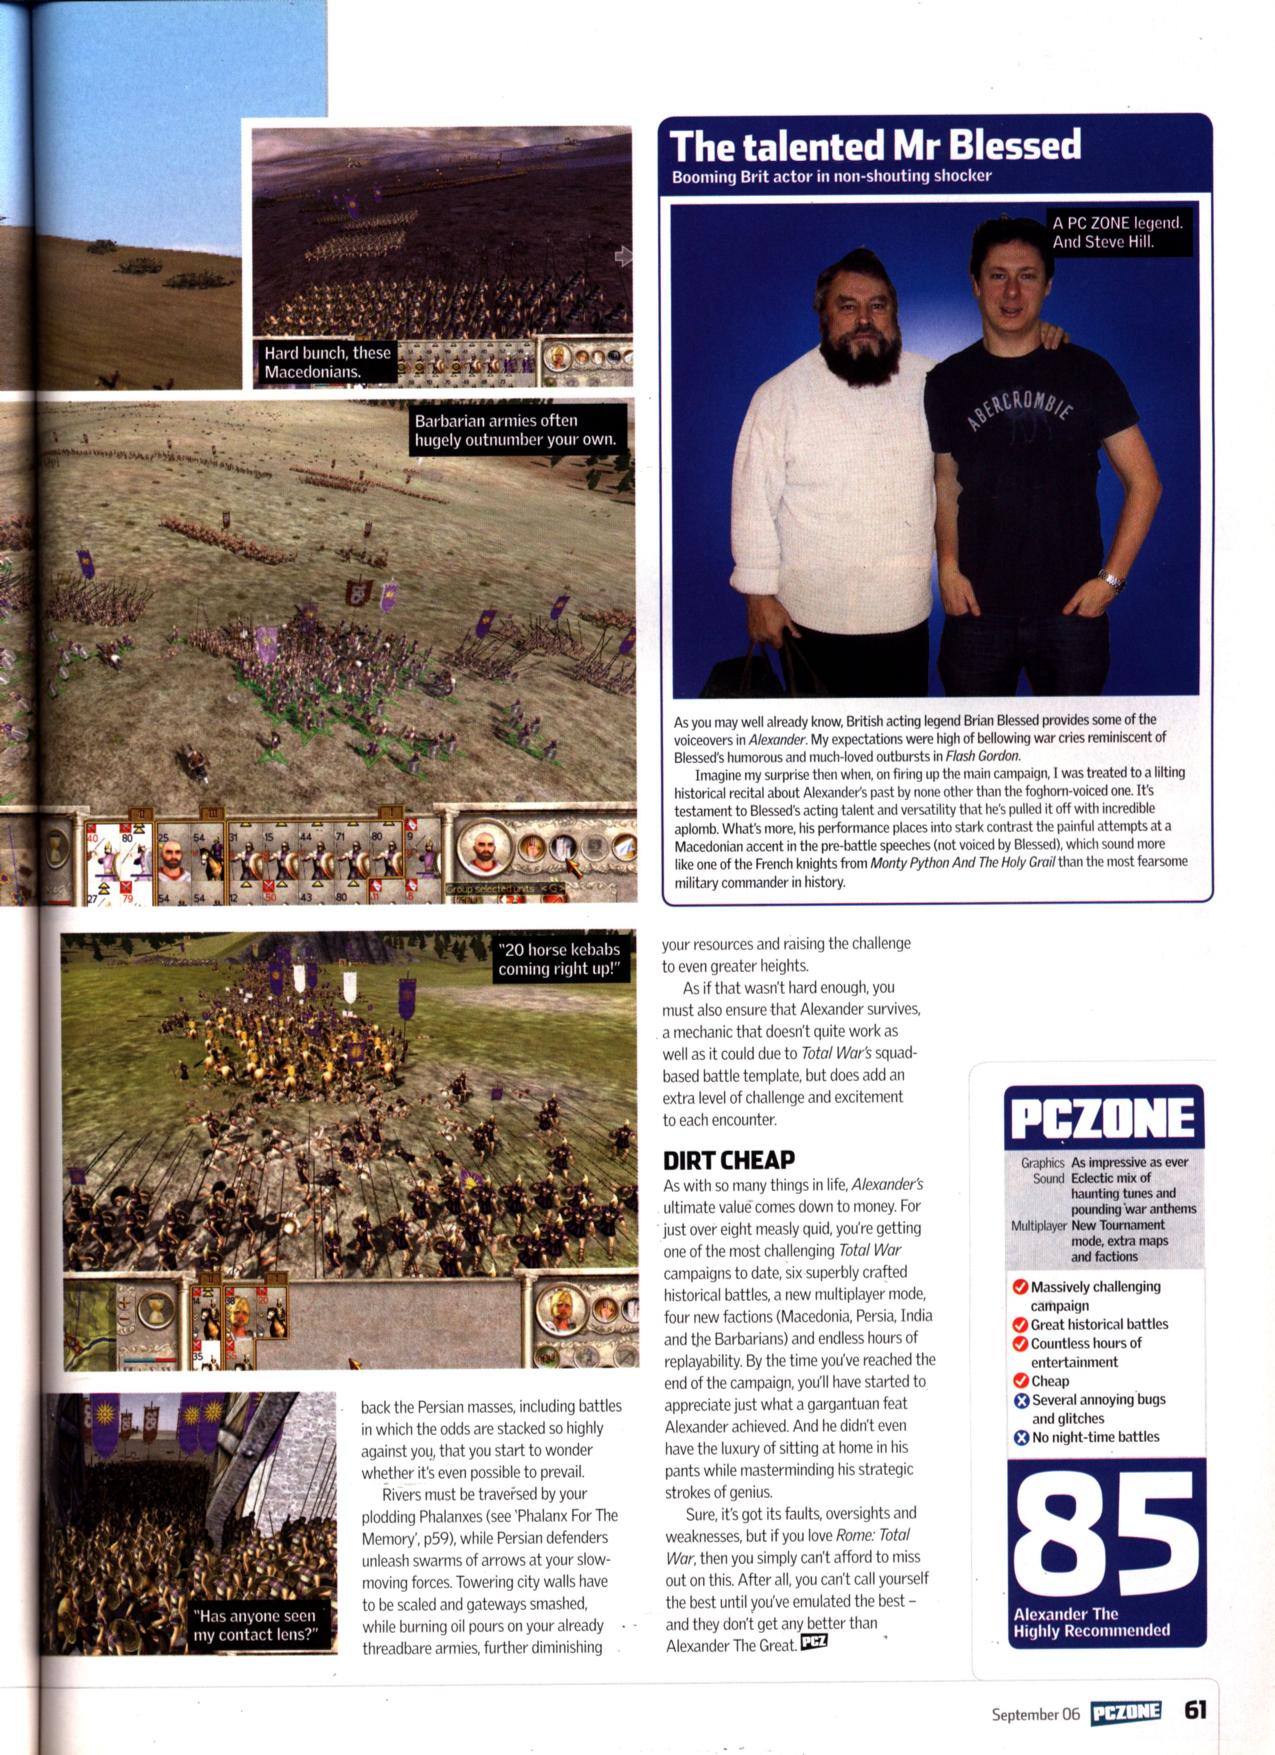 Hard bunch, these
Macedonians.
Barbarian armies often
hugely outnumber your own.
"20 horse kebabs
coming right up!"
"Has anyone seen
my contact lens?"
back the Persian masses, including battles
in which the odds are stacked so highly
against you, that you start to wonder
whether it's even possible to prevail.
Rivers must be traversed by your
plodding Phalanxes (see 'Phalanx For The
Memory', p59), while Persian defenders
unleash swarms of arrows at your slow-
moving forces. Towering city walls have
to be scaled and gateways smashed,
while burning oil pours on your already
threadbare armies, further diminishing
The talented Mr Blessed
Booming Brit actor in non-shouting shocker
A PC ZONE legend.
And Steve Hill.
ABERCROMBIE
As you may well already know, British acting legend Brian Blessed provides some of the
voiceovers in Alexander. My expectations were high of bellowing war cries reminiscent of
Blessed's humorous and much-loved outbursts in Flash Gordon.
Imagine my surprise then when, on firing up the main campaign, I was treated to a lilting
historical recital about Alexander's past by none other than the foghorn-voiced one. It's
testament to Blessed's acting talent and versatility that he's pulled it off with incredible
aplomb. What's more, his performance places into stark contrast the painful attempts at a
Macedonian accent in the pre-battle speeches (not voiced by Blessed), which sound more
like one of the French knights from Monty Python And The Holy Grail than the most fearsome
military commander in history.
your resources and raising the challenge
to even greater heights.
As if that wasn't hard enough, you
must also ensure that Alexander survives,
a mechanic that doesn't quite work as
well as it could due to Total War's squad-
based battle template, but does add an
extra level of challenge and excitement
to each encounter.
DIRT CHEAP
As with so many things in life, Alexander's
ultimate value comes down to money. For
just over eight measly quid, you're getting
one of the most challenging Total War
campaigns to date, six superbly crafted
historical battles, a new multiplayer mode,
four new factions (Macedonia, Persia, India
and the Barbarians) and endless hours of
replayability. By the time you've reached the
end of the campaign, you'll have started to
appreciate just what a gargantuan feat
Alexander achieved. And he didn't even
have the luxury of sitting at home in his
pants while masterminding his strategic
strokes of genius.
Sure, it's got its faults, oversights and
weaknesses, but if you love Rome: Total
War, then you simply can't afford to miss
out on this. After all, you can't call yourself
the best until you've emulated the best –
and they don't get any better than
Alexander The Great. PCZ
PCZONE
Graphics As impressive as ever
Sound Eclectic mix of
haunting tunes and
pounding war anthems
Multiplayer New Tournament
mode, extra maps
and factions
Massively challenging
campaign
Great historical battles
Countless hours of
entertainment
Cheap
Several annoying bugs
and glitches
No night-time battles
85
Alexander The
Highly Recommended
September 06 PCZONE 61